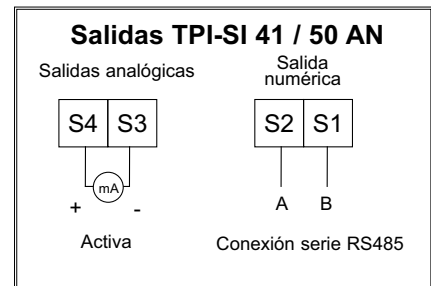 Salidas TPI-SI 41 / 50 AN
Salidas analógicas
Salida
numérica
S4 S3
S2 S1
mA
+ -
A B
Activa
Conexión serie RS485